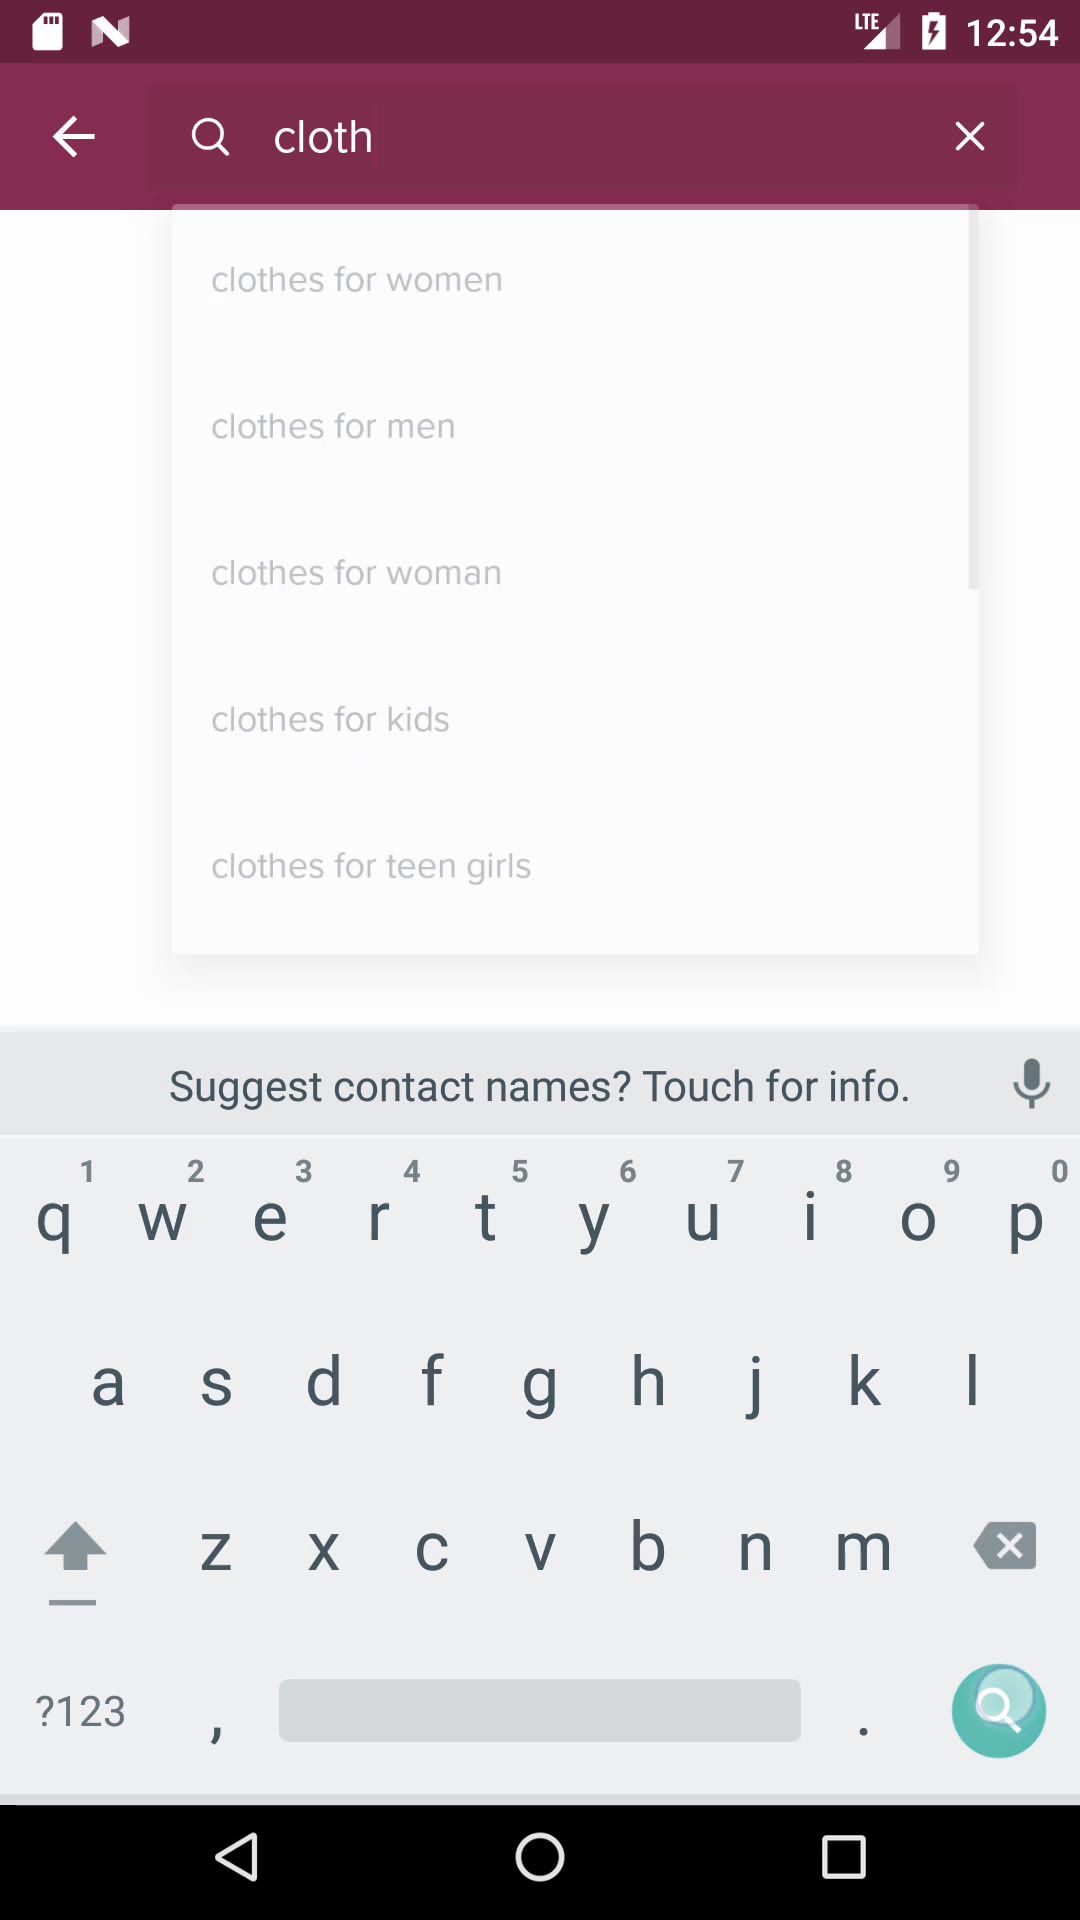 LTE 12:54
cloth
clothes for women
clothes for men
clothes for woman
clothes for kids
clothes for teen girls
Suggest contact names? Touch for info.
1 2 3 4 5 6 7 8 9 0
q w e r t y u i o p
a s d f g h j k l
z x c v b n m
?123 , .